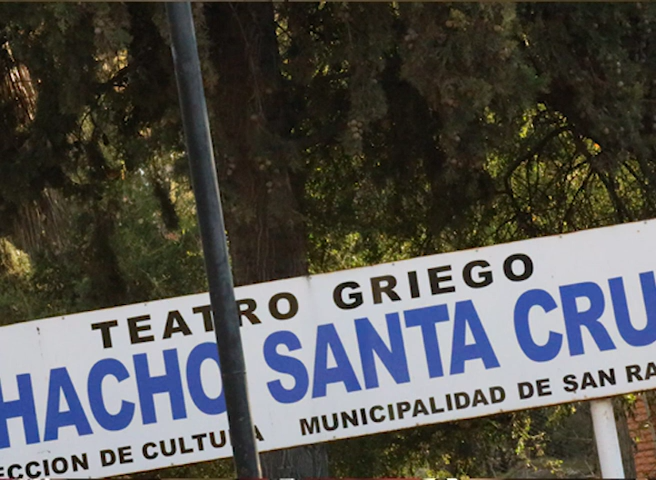 TEATRO GRIEGO
HACHO SANTA CRU
ECCION DE CULTURA MUNICIPALIDAD DE SAN RA